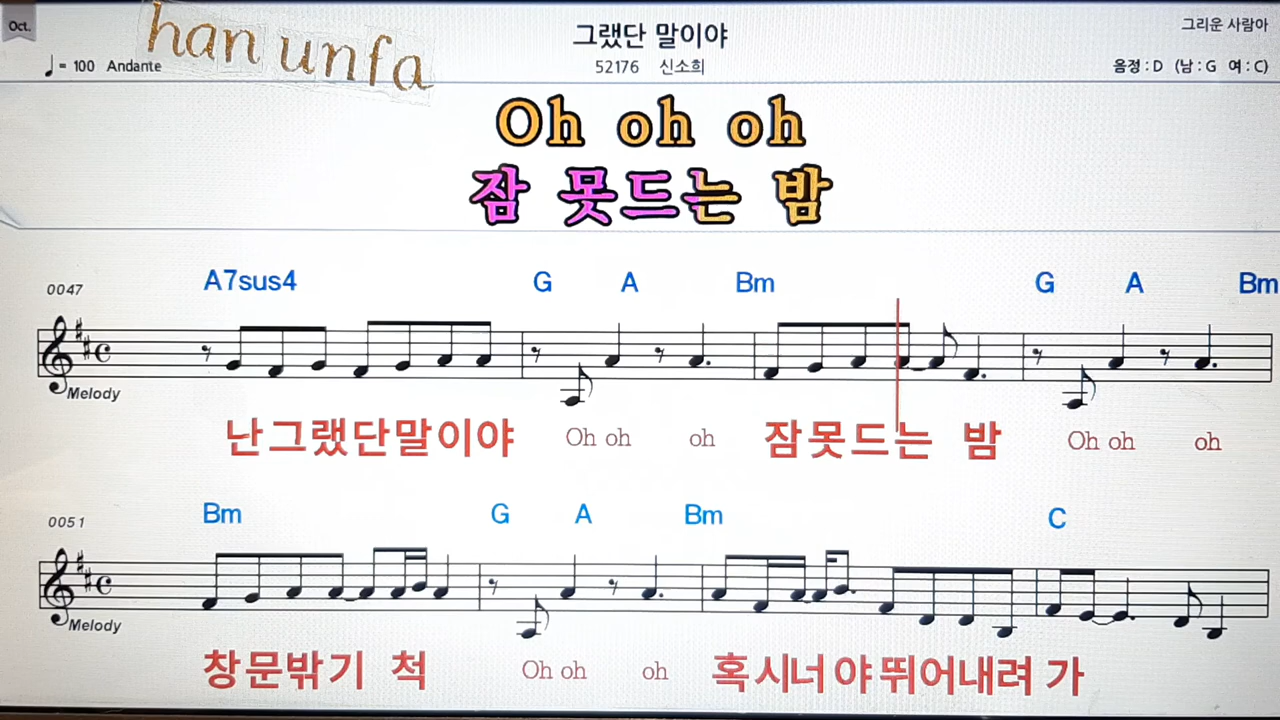 Oct.
han unfa
그랬단 말이야
그리운 사람아
♩= 100 Andante
52176 신소희
음정 : D (남 : G 여 : C)
Oh oh oh
잠 못드는 밤
A7sus4 G A Bm G A Bm
0047
Melody
난그랬단말이야 Oh oh oh 잠못드는 밤 Oh oh oh
Bm G A Bm C
0051
Melody
창문밖기 척 Oh oh oh 혹시너야뛰어내려 가